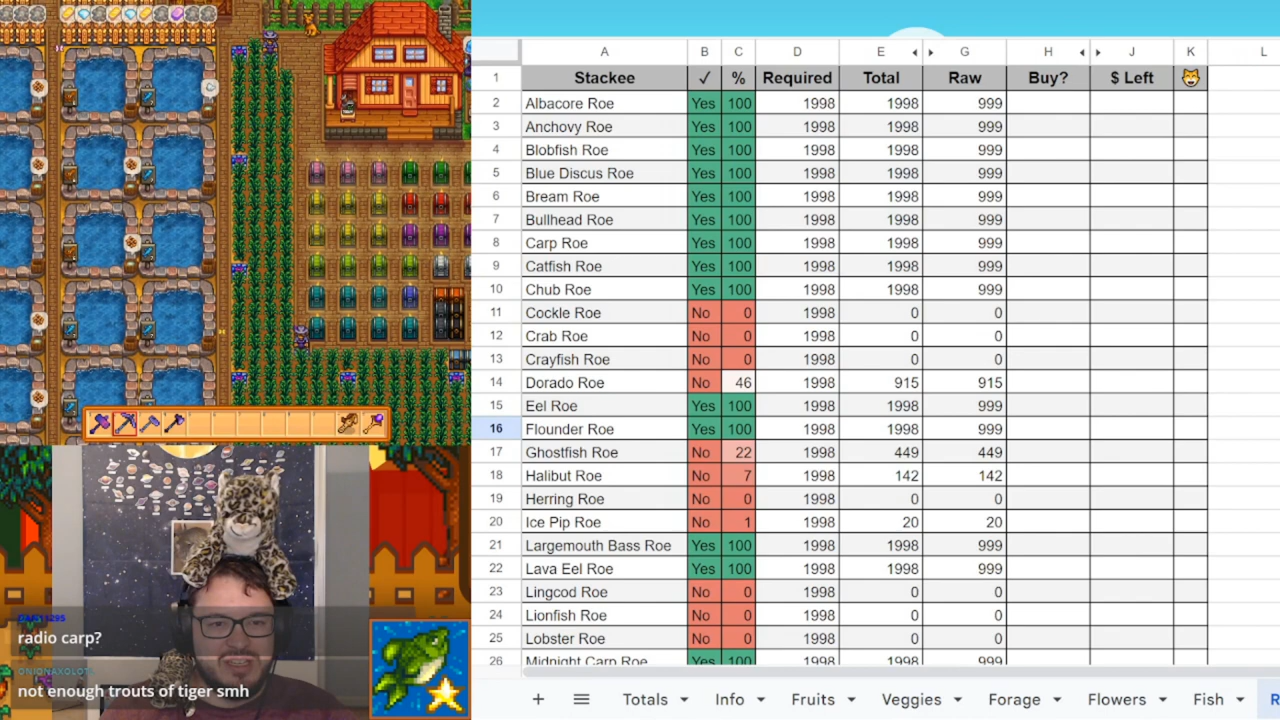 A B C D E G H J K L
1 Stackee ✓ % Required Total Raw Buy? $ Left
2 Albacore Roe Yes 100 1998 1998 999
3 Anchovy Roe Yes 100 1998 1998 999
4 Blobfish Roe Yes 100 1998 1998 999
5 Blue Discus Roe Yes 100 1998 1998 999
6 Bream Roe Yes 100 1998 1998 999
7 Bullhead Roe Yes 100 1998 1998 999
8 Carp Roe Yes 100 1998 1998 999
9 Catfish Roe Yes 100 1998 1998 999
10 Chub Roe Yes 100 1998 1998 999
11 Cockle Roe No 0 1998 0 0
12 Crab Roe No 0 1998 0 0
13 Crayfish Roe No 0 1998 0 0
14 Dorado Roe No 46 1998 915 915
15 Eel Roe Yes 100 1998 1998 999
16 Flounder Roe Yes 100 1998 1998 999
17 Ghostfish Roe No 22 1998 449 449
18 Halibut Roe No 7 1998 142 142
19 Herring Roe No 0 1998 0 0
20 Ice Pip Roe No 1 1998 20 20
21 Largemouth Bass Roe Yes 100 1998 1998 999
22 Lava Eel Roe Yes 100 1998 1998 999
23 Lingcod Roe No 0 1998 0 0
24 Lionfish Roe No 0 1998 0 0
25 Lobster Roe No 0 1998 0 0
26 Midnight Carp Roe Yes 100 1998 1998 999
+ Totals Info Fruits Veggies Forage Flowers Fish R
radio carp?
ONIONAXOLOTL
not enough trouts of tiger smh